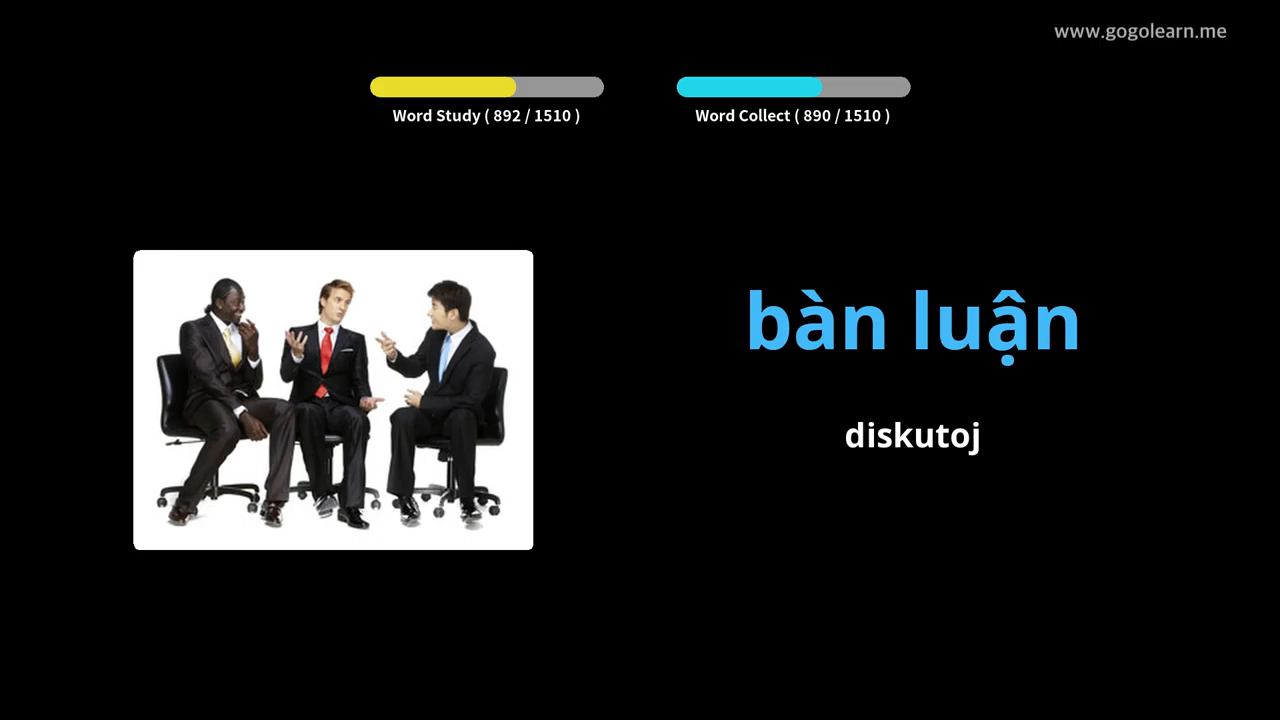 www.gogolearn.me
Word Study ( 892 / 1510 )
Word Collect ( 890 / 1510 )
bàn luận
diskutoj